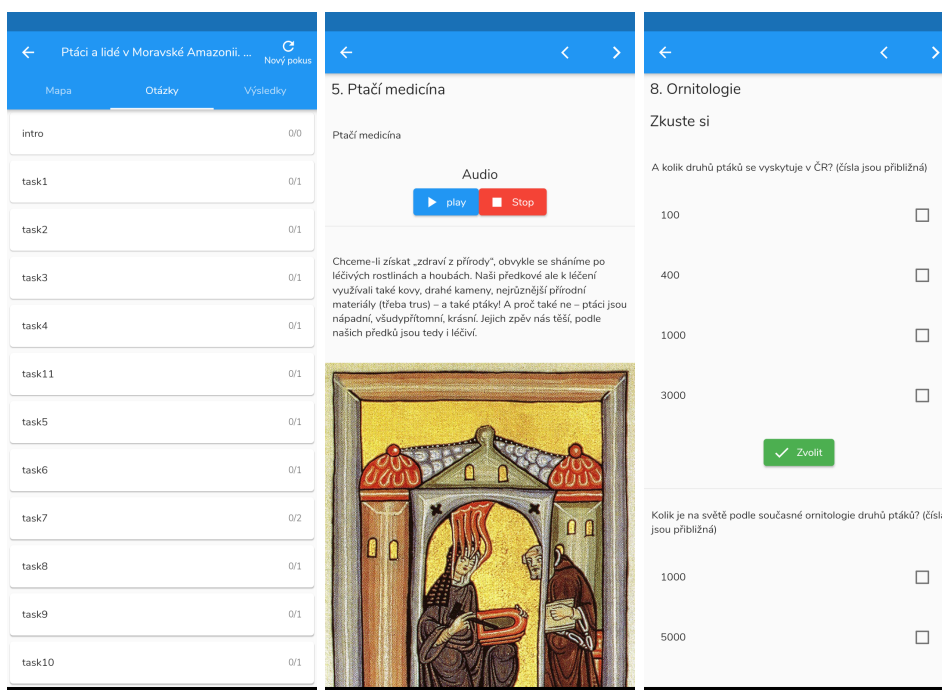 Ptáci a lidé v Moravské Amazonii. ...
Nový pokus
Mapa
Otázky
Výsledky
intro
0/0
task1
0/1
task2
0/1
task3
0/1
task4
0/1
task11
0/1
task5
0/1
task6
0/1
task7
0/2
task8
0/1
task9
0/1
task10
0/1
5. Ptačí medicína
Ptačí medicína
Audio
play
Stop
Chceme-li získat „zdraví z přírody“, obvykle se sháníme po
léčivých rostlinách a houbách. Naši předkové ale k léčení
využívali také kovy, drahé kameny, nejrůznější přírodní
materiály (třeba trus) – a také ptáky! A proč také ne – ptáci jsou
nápadní, všudypřítomní, krásní. Jejich zpěv nás těší, podle
našich předků jsou tedy i léčiví.
8. Ornitologie
Zkuste si
A kolik druhů ptáků se vyskytuje v ČR? (čísla jsou přibližná)
100
400
1000
3000
Zvolit
Kolik je na světě podle současné ornitologie druhů ptáků? (čísla
jsou přibližná)
1000
5000